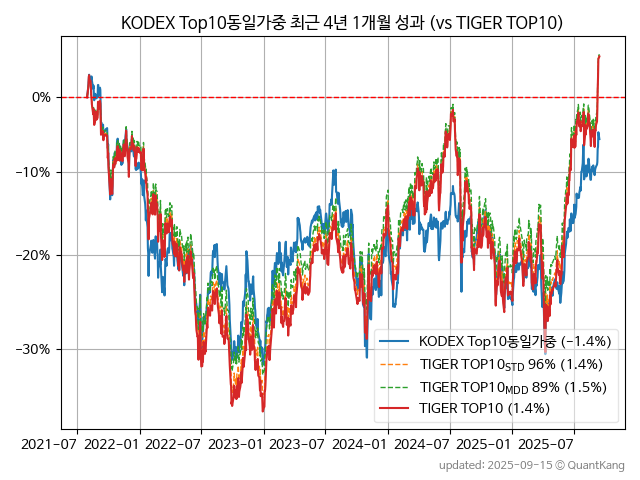 KODEX Top10동일가중 최근 4년 1개월 성과 (vs TIGER TOP10)
0%
−10%
−20%
−30%
KODEX Top10동일가중 (−1.4%)
TIGER TOP10STD 96% (1.4%)
TIGER TOP10MDD 89% (1.5%)
TIGER TOP10 (1.4%)
2021-07 2022-01 2022-07 2023-01 2023-07 2024-01 2024-07 2025-01 2025-07
updated: 2025-09-15 ⓒ QuantKang